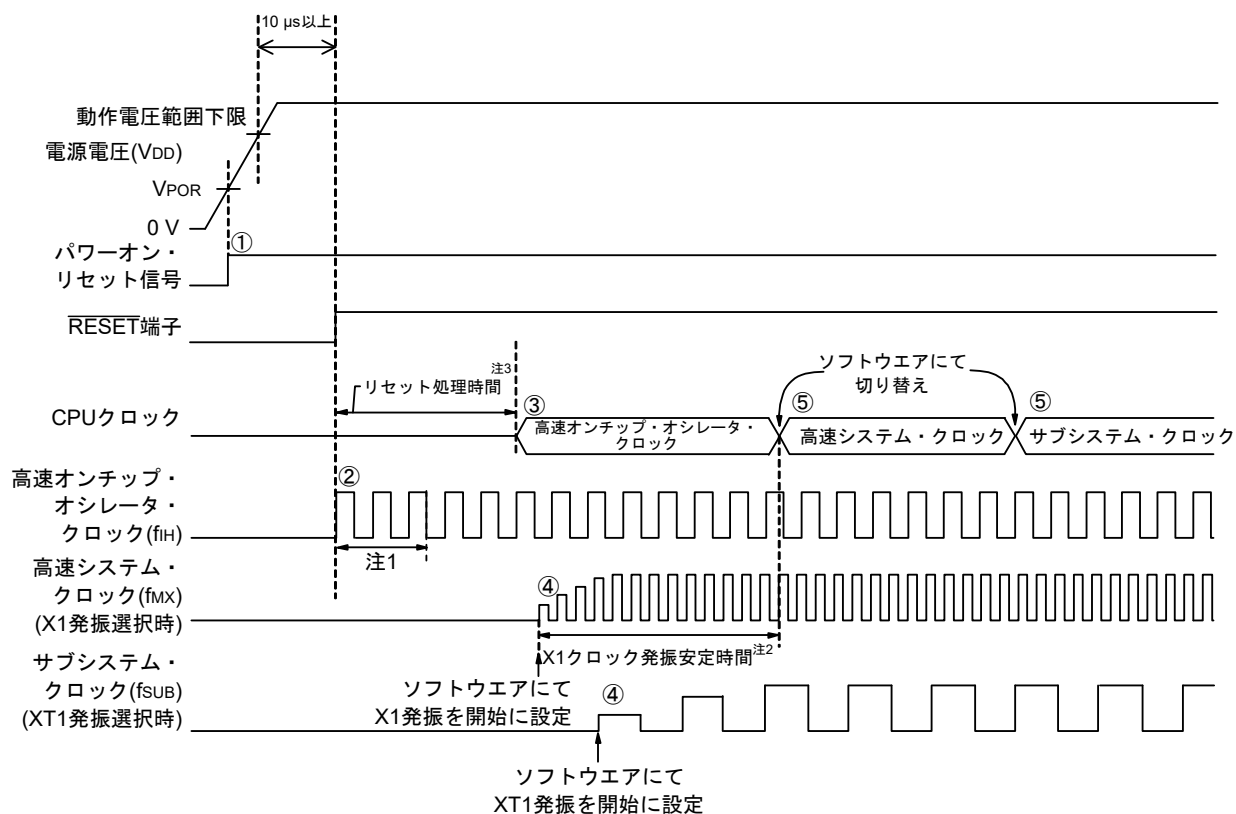 10 μs以上
動作電圧範囲下限
電源電圧(VDD)
VPOR
0 V
①
パワーオン・
リセット信号
RESET端子
リセット処理時間注3
ソフトウエアにて
切り替え
CPUクロック
③
高速オンチップ・オシレータ・
クロック
⑤
高速システム・クロック
⑤
サブシステム・クロック
高速オンチップ・
オシレータ・
クロック(fIH)
②
注1
高速システム・
クロック(fMX)
(X1発振選択時)
④
X1クロック発振安定時間注2
ソフトウエアにて
X1発振を開始に設定
サブシステム・
クロック(fSUB)
(XT1発振選択時)
④
ソフトウエアにて
XT1発振を開始に設定